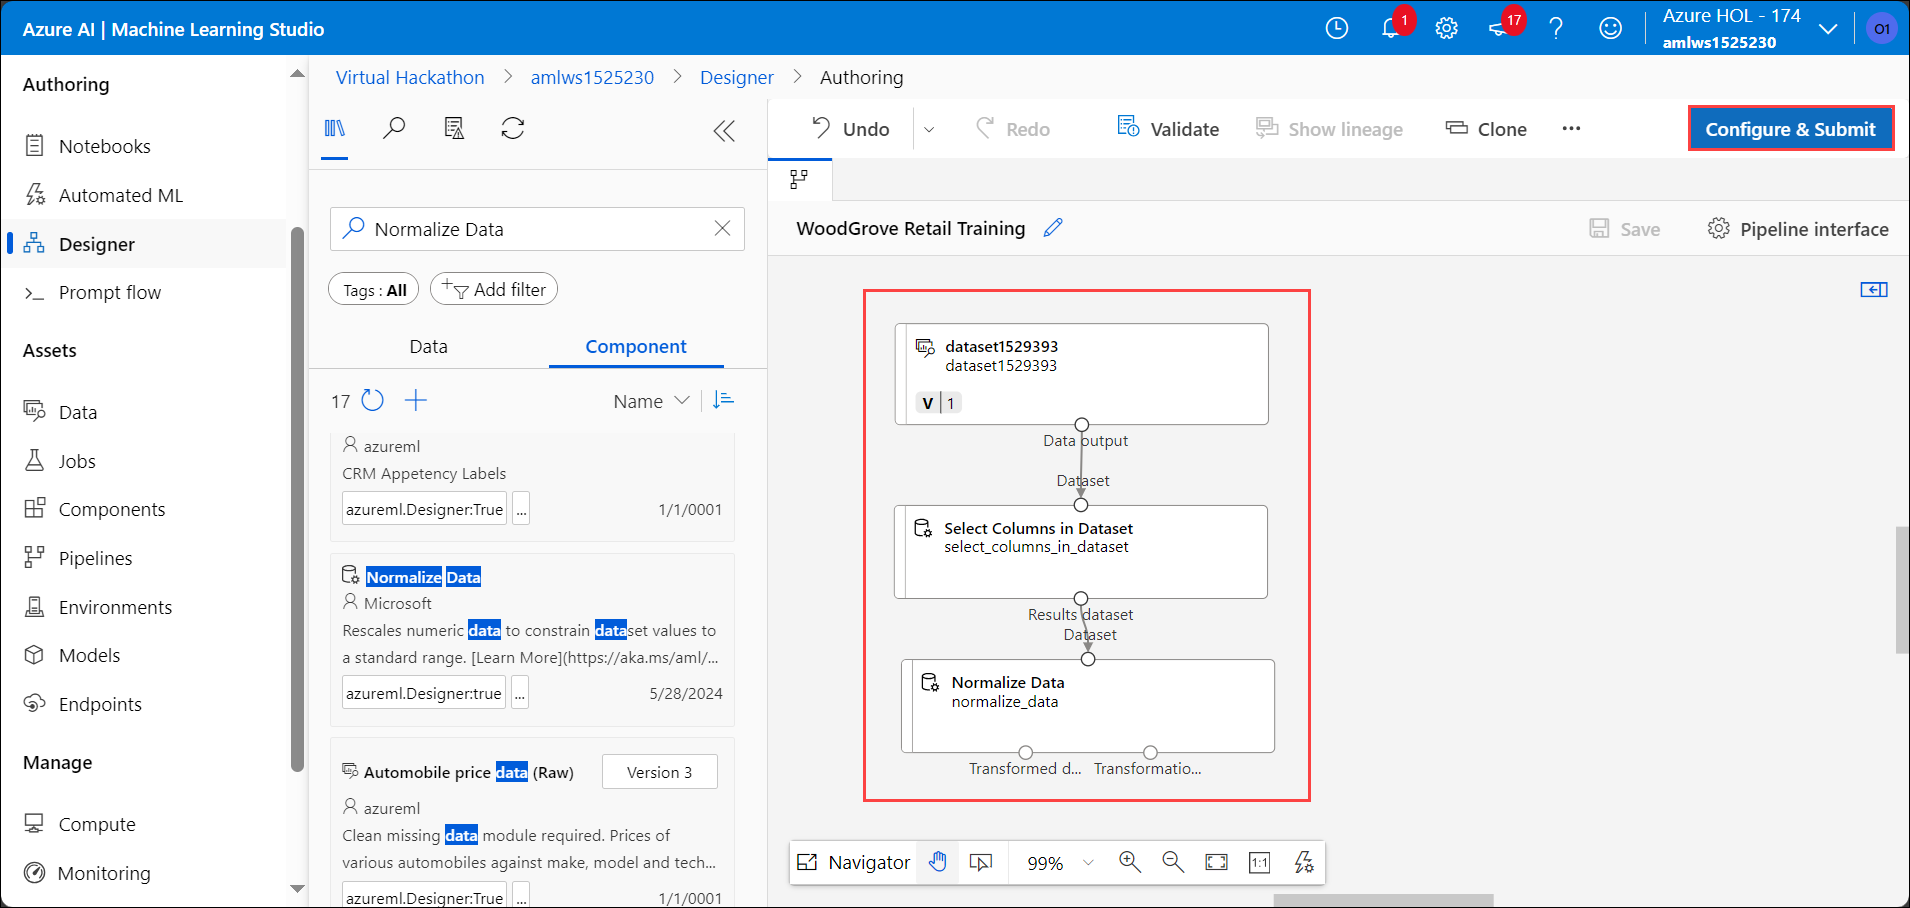 Azure AI | Machine Learning Studio
1
17
Azure HOL - 174
amlws1525230
O1
Authoring
Notebooks
Automated ML
Designer
Prompt flow
Assets
Data
Jobs
Components
Pipelines
Environments
Models
Endpoints
Manage
Compute
Monitoring
Virtual Hackathon > amlws1525230 > Designer > Authoring
Normalize Data
Tags : All
Add filter
Data
Component
17
Name
azureml
CRM Appetency Labels
azureml.Designer:True
...
1/1/0001
Normalize Data
Microsoft
Rescales numeric data to constrain dataset values to
a standard range. [Learn More](https://aka.ms/aml/...
azureml.Designer:true
...
5/28/2024
Automobile price data (Raw)
Version 3
azureml
Clean missing data module required. Prices of
various automobiles against make, model and tech...
azureml.Designer:True
...
1/1/0001
Undo
Redo
Validate
Show lineage
Clone
...
Configure & Submit
WoodGrove Retail Training
Save
Pipeline interface
dataset1529393
dataset1529393
V | 1
Data output
Dataset
Select Columns in Dataset
select_columns_in_dataset
Results dataset
Dataset
Normalize Data
normalize_data
Transformed d...
Transformatio...
Navigator
99%
1:1